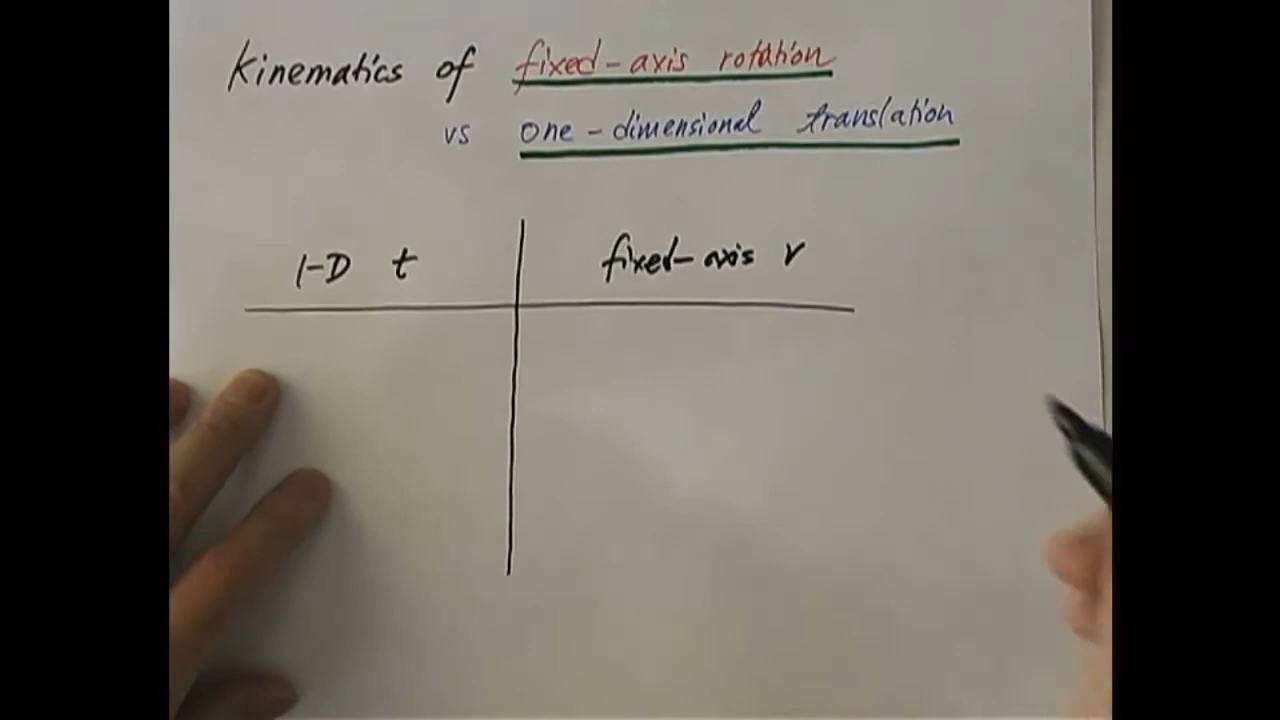 Kinematics of fixed-axis rotation
vs one-dimensional translation
1-D t
fixed-axis r